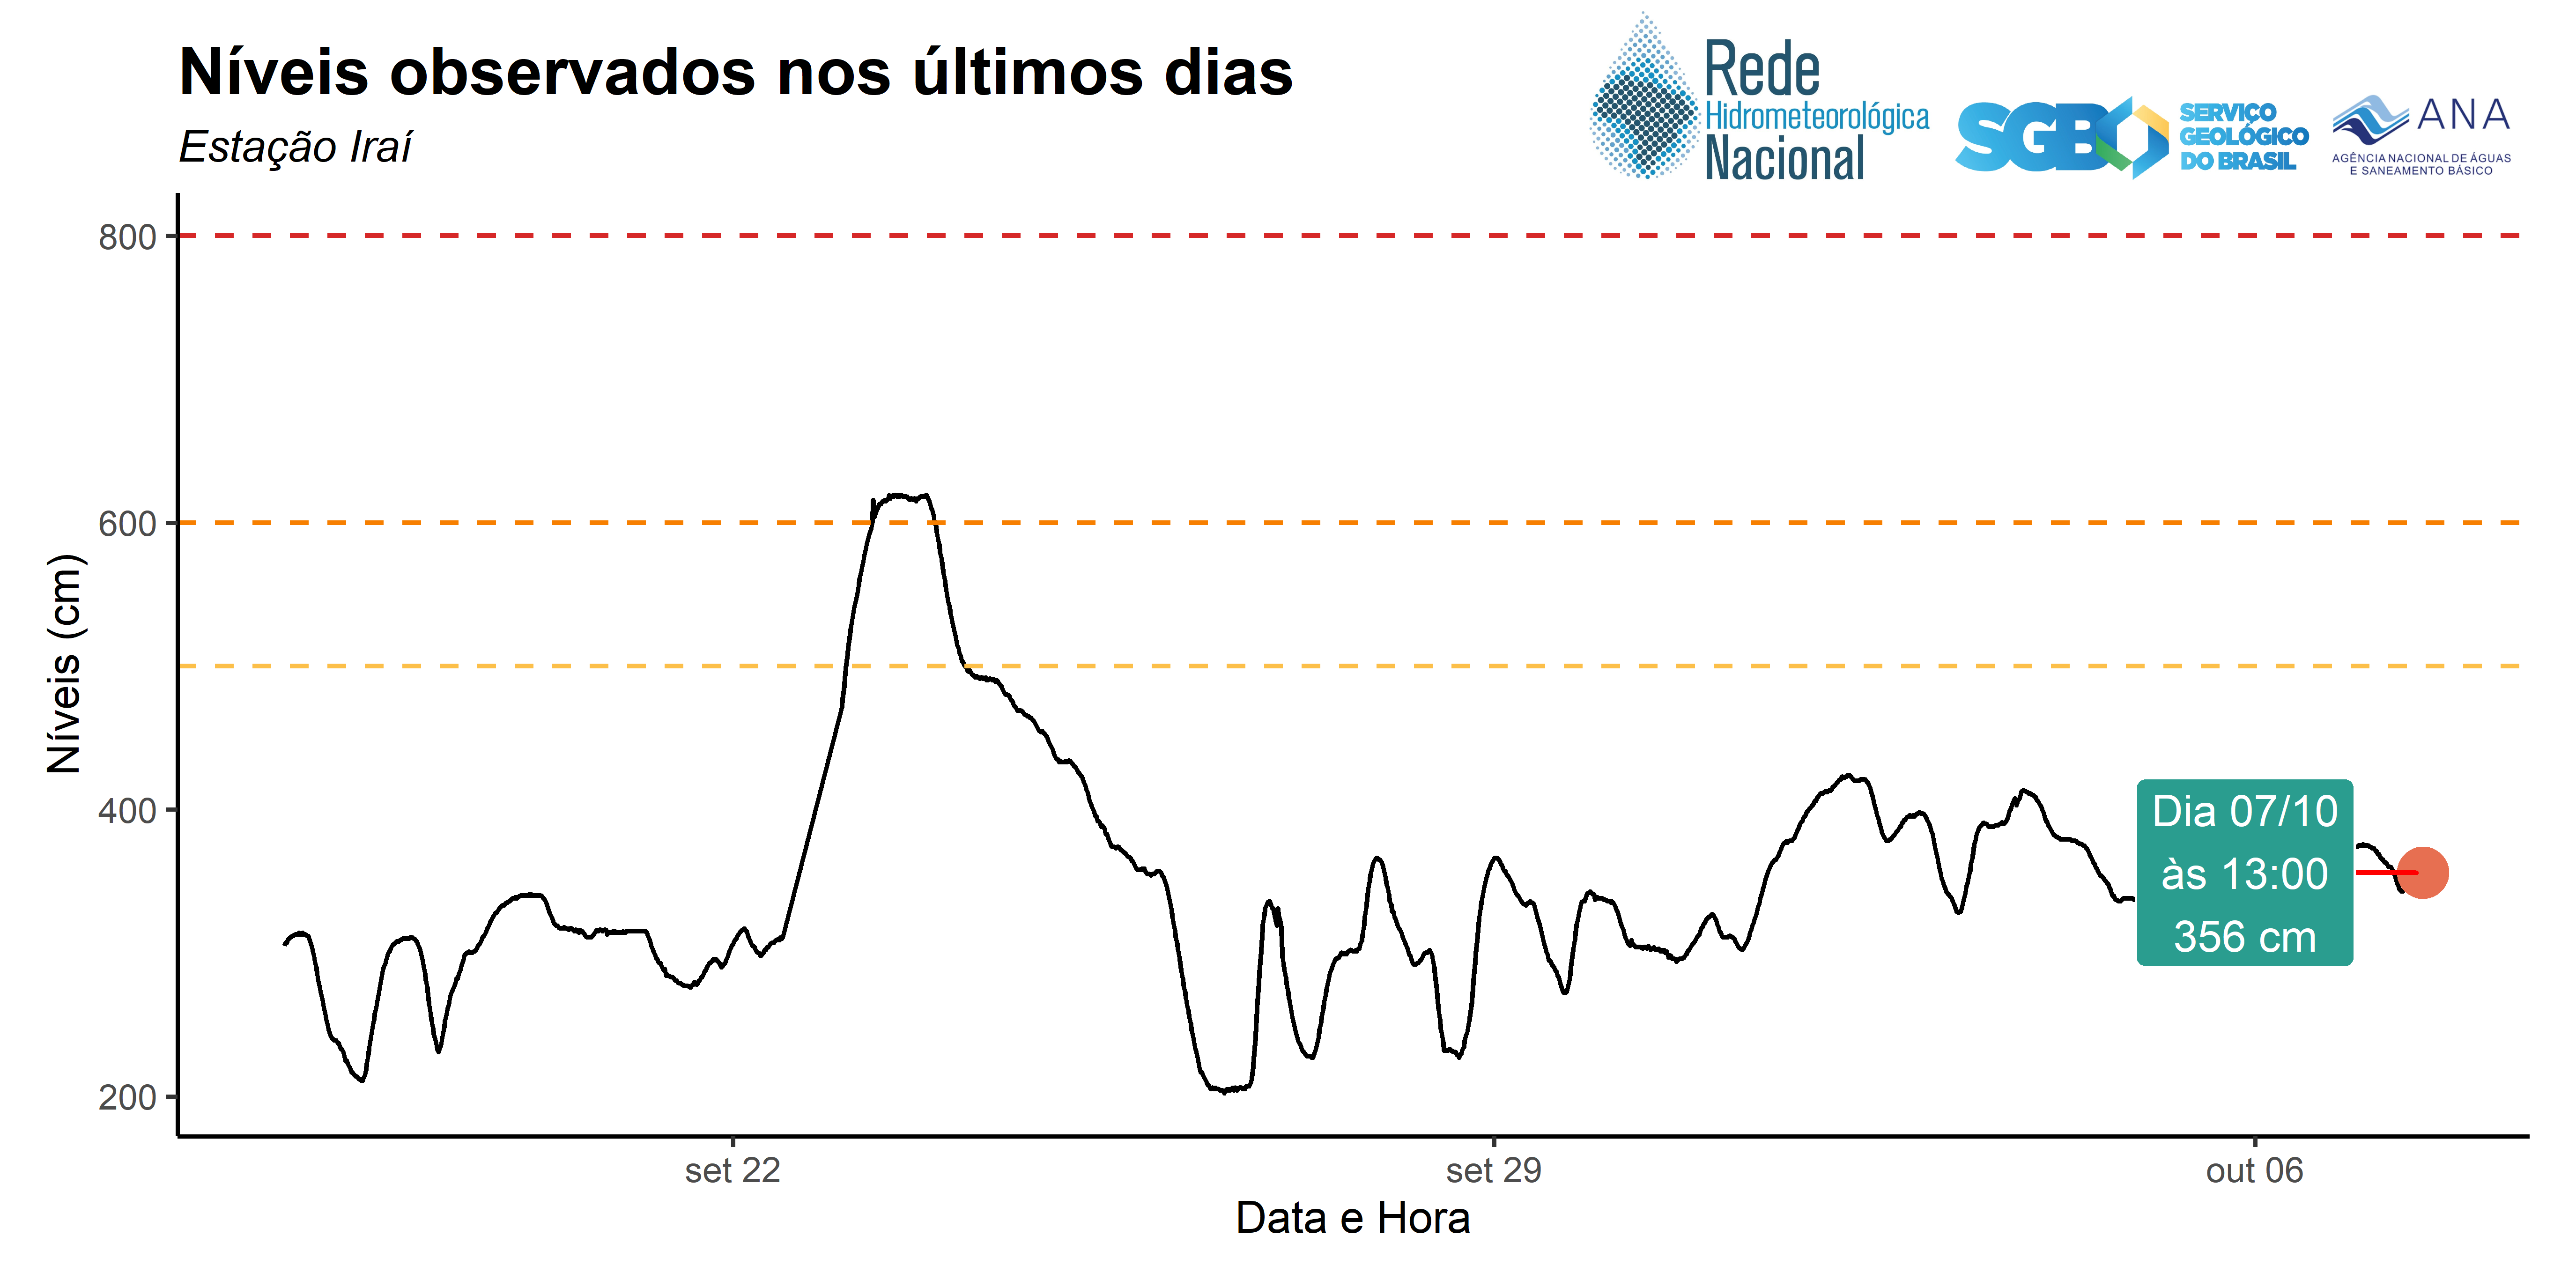 Níveis observados nos últimos dias
Estação Iraí
Rede
Hidrometeorológica
Nacional
SGB
SERVIÇO
GEOLÓGICO
DO BRASIL
ANA
AGÊNCIA NACIONAL DE ÁGUAS
E SANEAMENTO BÁSICO
800
600
400
200
Níveis (cm)
Dia 07/10
às 13:00
356 cm
set 22
set 29
out 06
Data e Hora